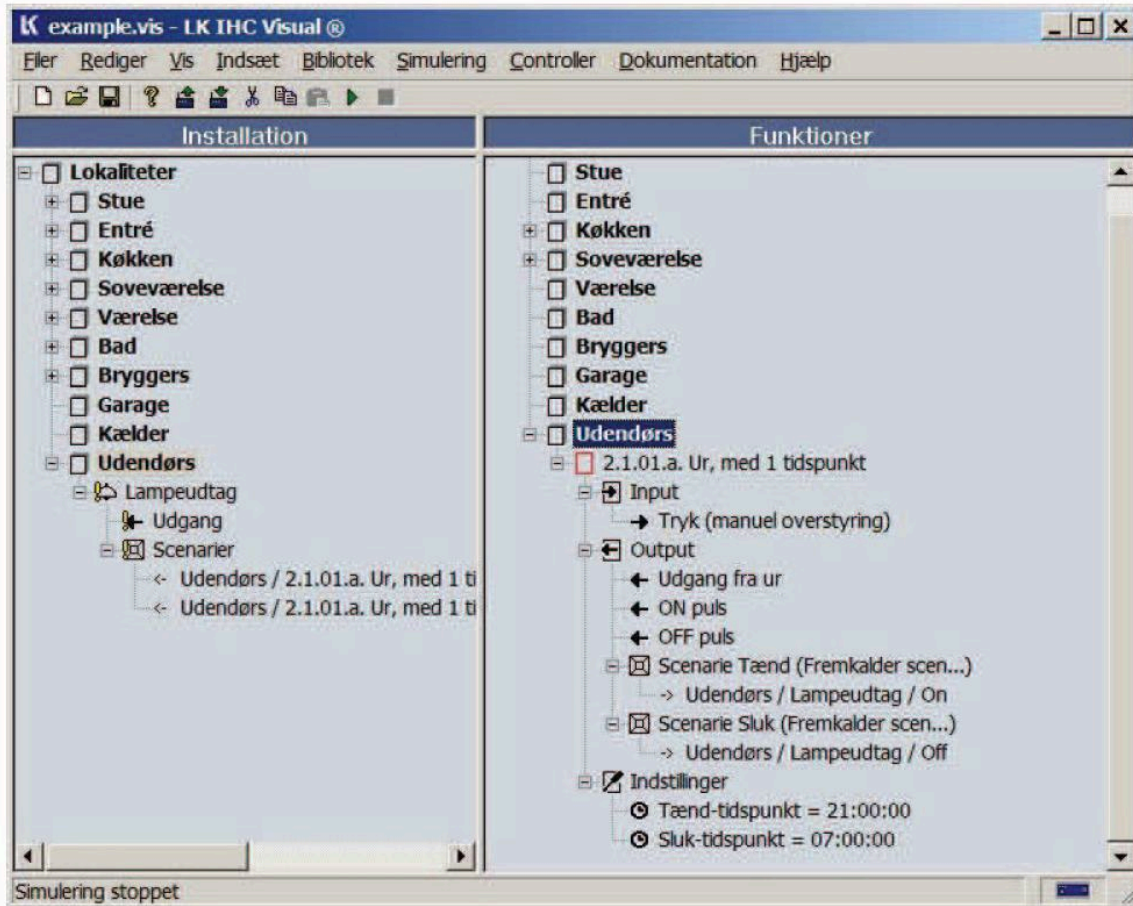 LK example.vis - LK IHC Visual ®
Filer Rediger Vis Indsæt Bibliotek Simulering Controller Dokumentation Hjælp
Installation
Lokaliteter
Stue
Entré
Køkken
Soveværelse
Værelse
Bad
Bryggers
Garage
Kælder
Udendørs
Lampeudtag
Udgang
Scenarier
Udendørs / 2.1.01.a. Ur, med 1 ti
Udendørs / 2.1.01.a. Ur, med 1 ti
Funktioner
Stue
Entré
Køkken
Soveværelse
Værelse
Bad
Bryggers
Garage
Kælder
Udendørs
2.1.01.a. Ur, med 1 tidspunkt
Input
Tryk (manuel overstyring)
Output
Udgang fra ur
ON puls
OFF puls
Scenarie Tænd (Fremkalder scen...)
Udendørs / Lampeudtag / On
Scenarie Sluk (Fremkalder scen...)
Udendørs / Lampeudtag / Off
Indstilinger
Tænd-tidspunkt = 21:00:00
Sluk-tidspunkt = 07:00:00
Simulering stoppet